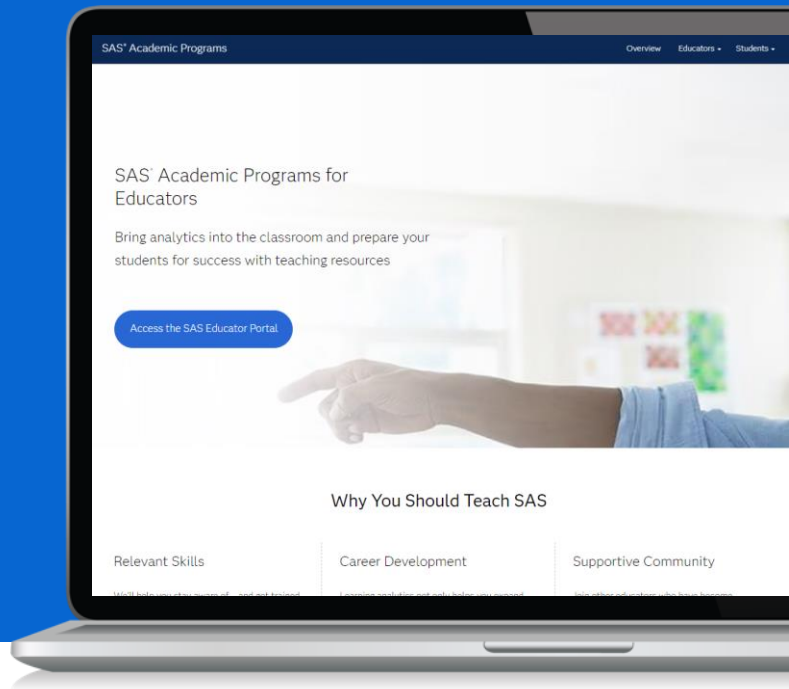 SAS® Academic Programs
Overview Educators Students
SAS® Academic Programs for
Educators
Bring analytics into the classroom and prepare your
students for success with teaching resources
Access the SAS Educator Portal
Why You Should Teach SAS
Relevant Skills Career Development Supportive Community